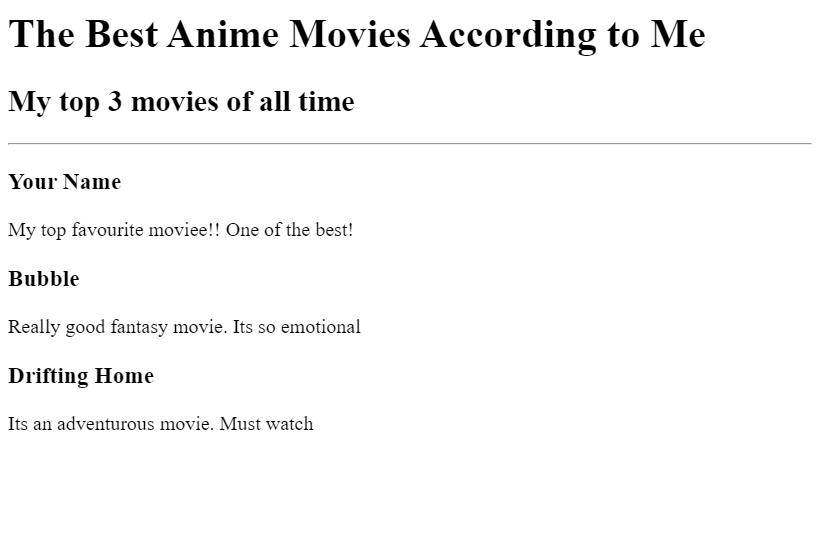 The Best Anime Movies According to Me
My top 3 movies of all time
Your Name
My top favourite moviee!! One of the best!
Bubble
Really good fantasy movie. Its so emotional
Drifting Home
Its an adventurous movie. Must watch